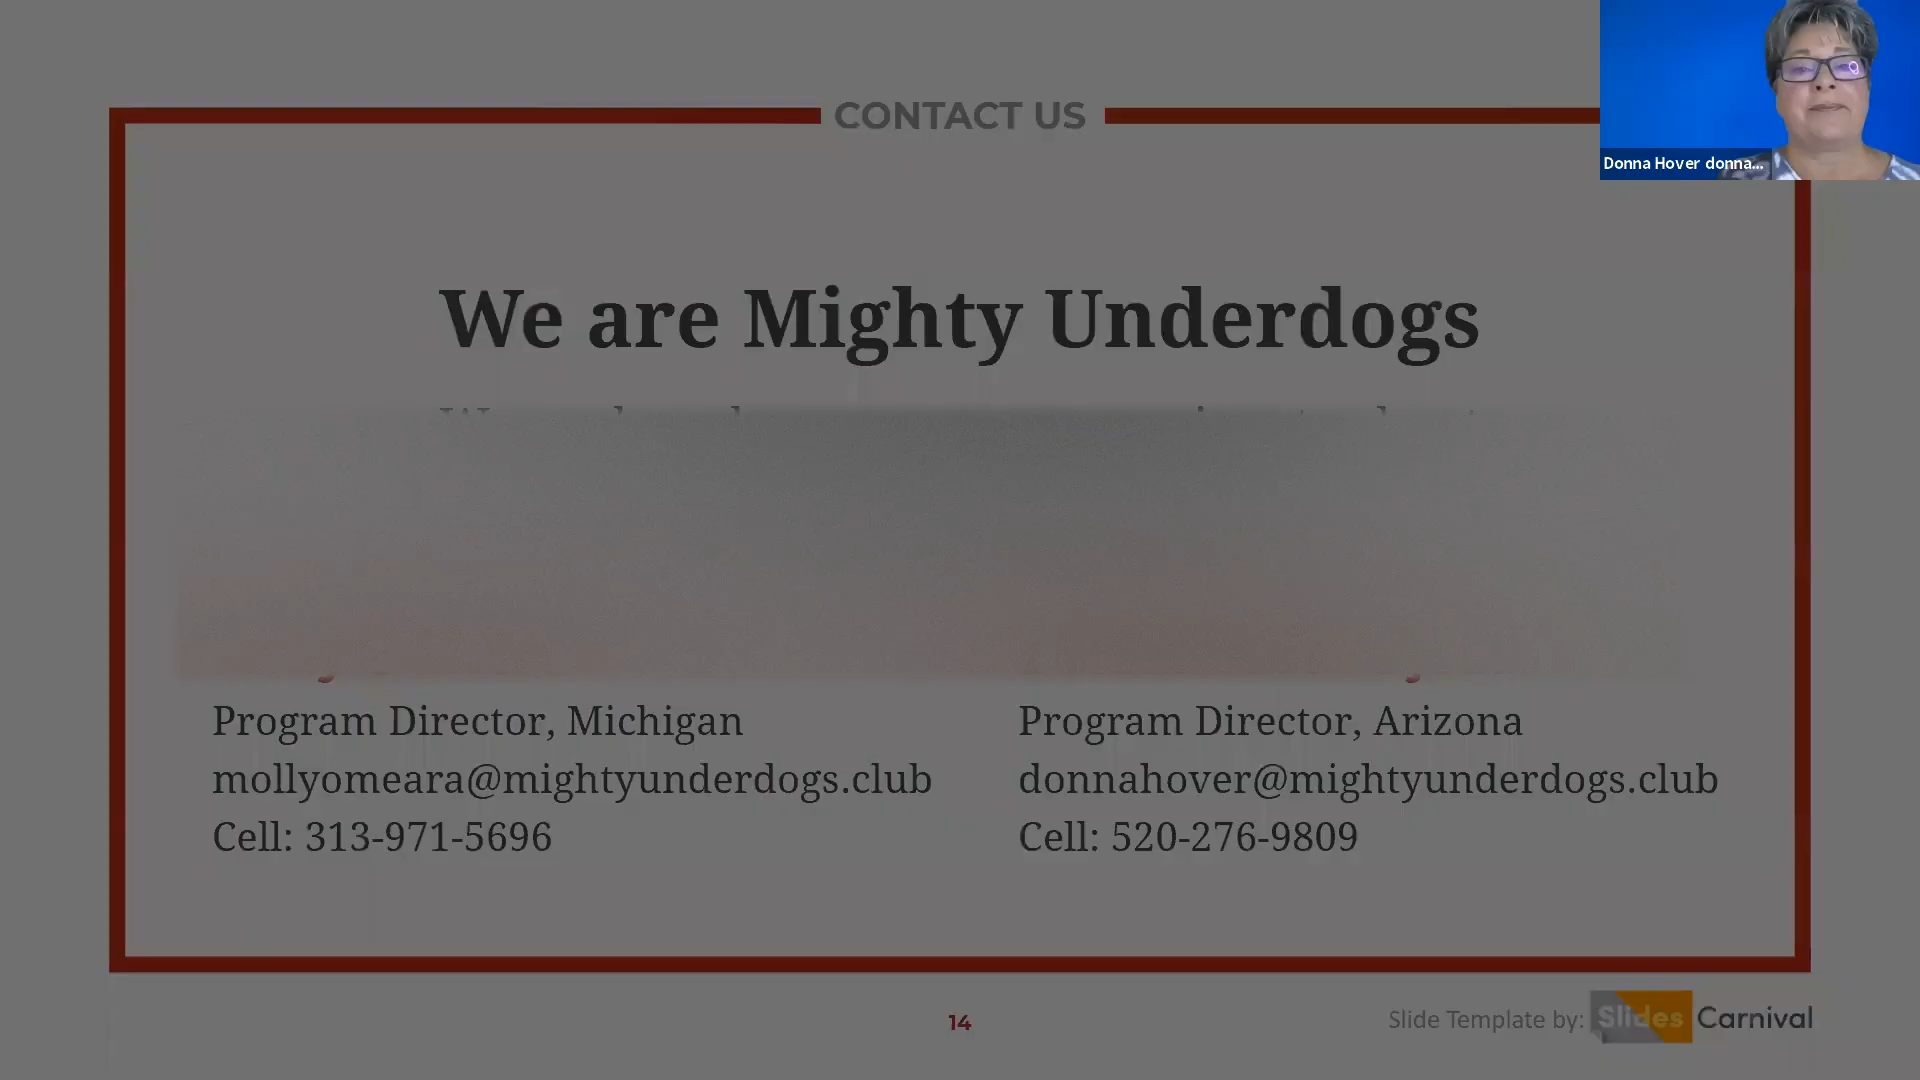 Donna Hover donna...
CONTACT US
We are Mighty Underdogs
Program Director, Michigan
mollyomeara@mightyunderdogs.club
Cell: 313-971-5696
Program Director, Arizona
donnahover@mightyunderdogs.club
Cell: 520-276-9809
14
Slide Template by: Slides Carnival